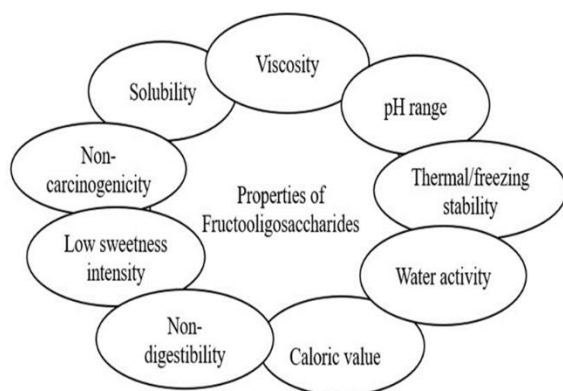 Viscosity
pH range
Thermal/freezing
stability
Water activity
Caloric value
Non-
digestibility
Low sweetness
intensity
Non-
carcinogenicity
Solubility
Properties of
Fructooligosaccharides